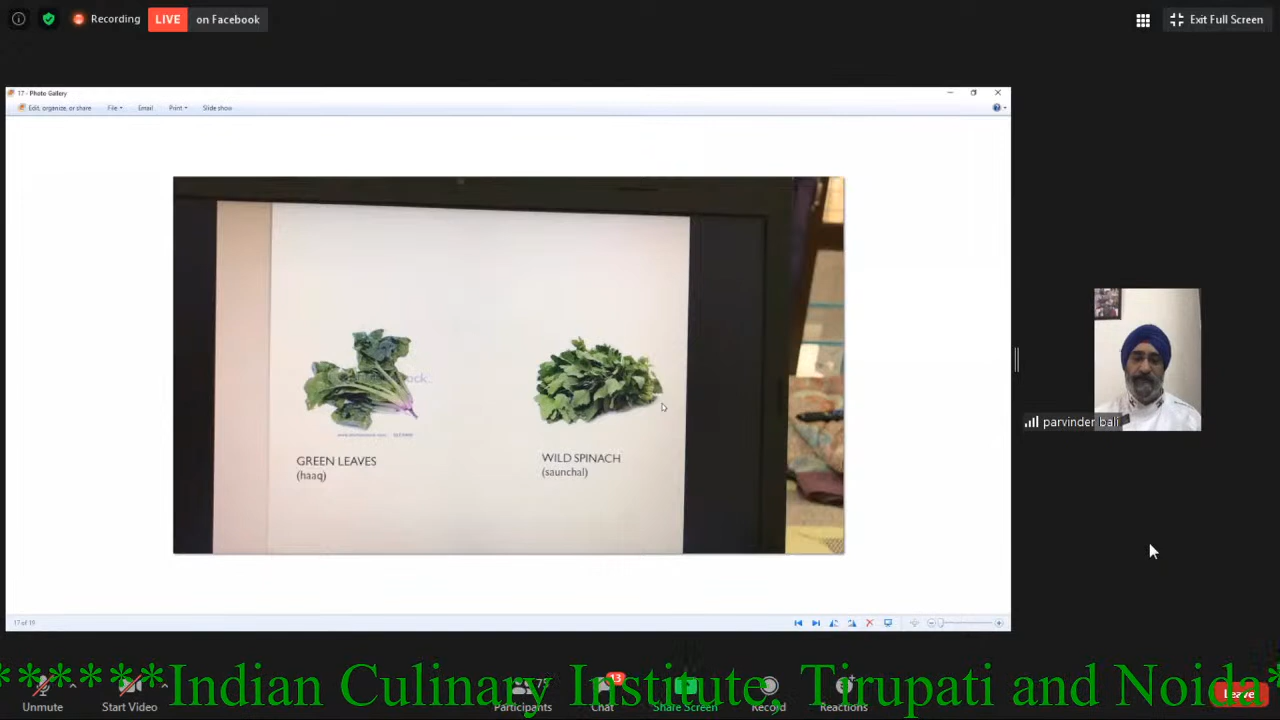 Recording
LIVE on Facebook
Exit Full Screen
17 - Photo Gallery
Edit, organize, or share File Email Print Slide show
GREEN LEAVES
(haaq)
WILD SPINACH
(saunchal)
parvinder bali
17 of 19
******Indian Culinary Institute, Tirupati and Noida*
75
13
Unmute
Start Video
Participants
Chat
Share Screen
Record
Reactions
Leave